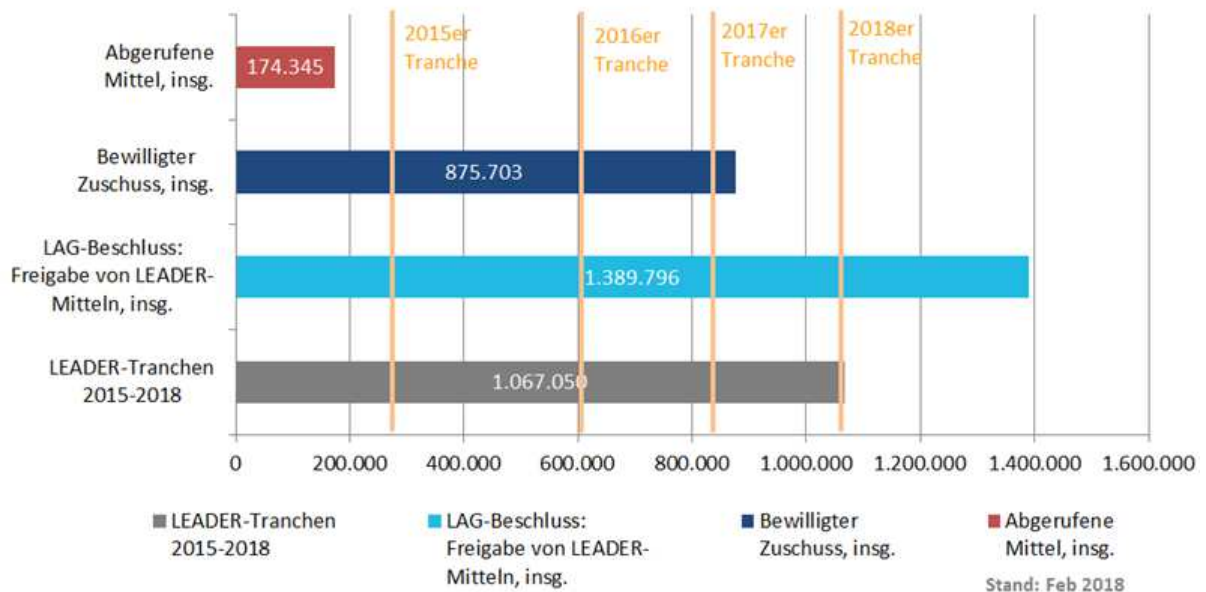 2015er
Tranche
2016er
Tranche
2017er
Tranche
2018er
Tranche
Abgerufene
Mittel, insg.
174.345
Bewilligter
Zuschuss, insg.
875.703
LAG-Beschluss:
Freigabe von LEADER-
Mitteln, insg.
1.389.796
LEADER-Tranchen
2015-2018
1.067.050
0 200.000 400.000 600.000 800.000 1.000.000 1.200.000 1.400.000 1.600.000
LEADER-Tranchen
2015-2018
LAG-Beschluss:
Freigabe von LEADER-
Mitteln, insg.
Bewilligter
Zuschuss, insg.
Abgerufene
Mittel, insg.
Stand: Feb 2018